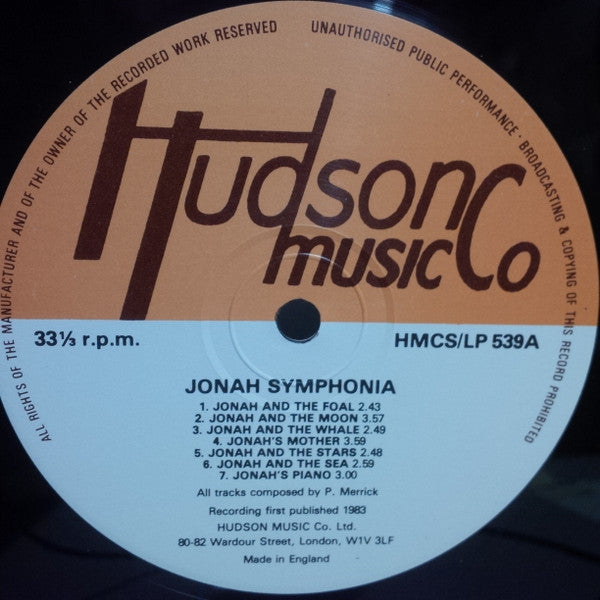 ALL RIGHTS OF THE MANUFACTURER AND OF THE OWNER OF THE RECORDED WORK RESERVED
UNAUTHORISED PUBLIC PERFORMANCE · BROADCASTING & COPYING OF THIS RECORD PROHIBITED
Hudson
music Co
33⅓ r.p.m.
HMCS/LP 539A
JONAH SYMPHONIA
1. JONAH AND THE FOAL 2.43
2. JONAH AND THE MOON 3.57
3. JONAH AND THE WHALE 2.49
4. JONAH'S MOTHER 3.59
5. JONAH AND THE STARS 2.48
6. JONAH AND THE SEA 2.59
7. JONAH'S PIANO 3.00
All tracks composed by P. Merrick
Recording first published 1983
HUDSON MUSIC Co. Ltd.
80-82 Wardour Street, London, W1V 3LF
Made in England